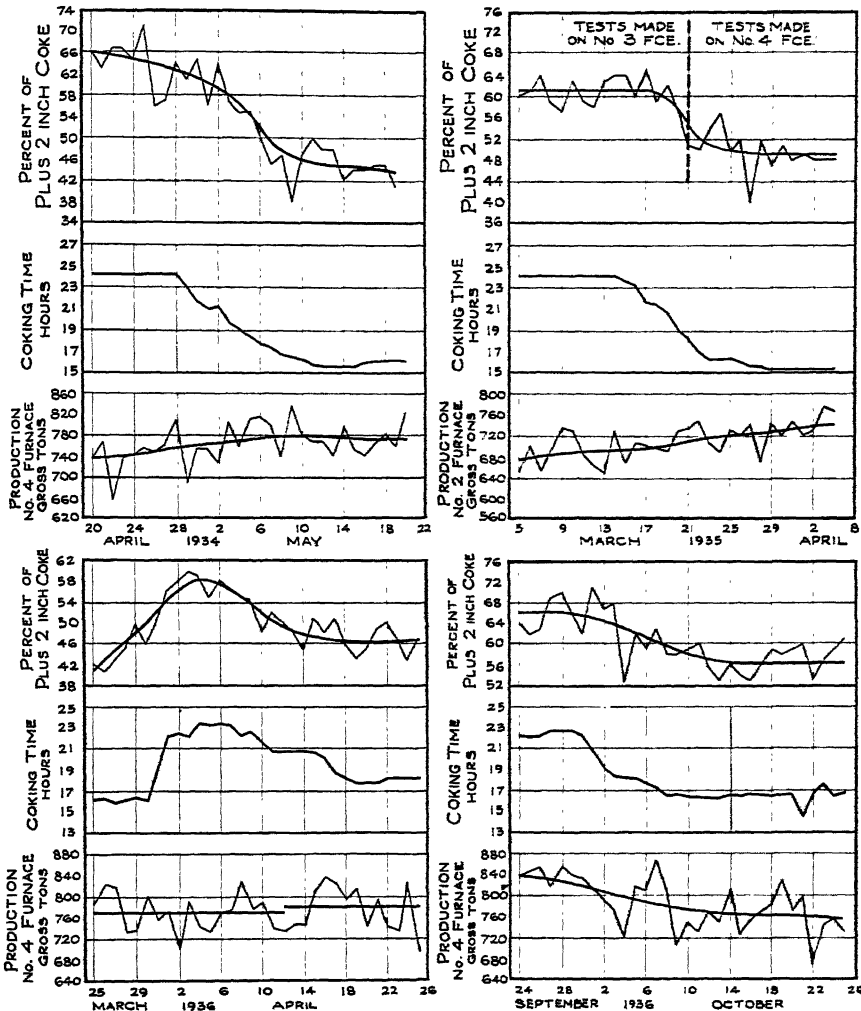 PERCENT OF
PLUS 2 INCH COKE
74
70
66
62
58
54
50
46
42
38
34
COKING TIME
HOURS
27
25
23
21
19
17
15
PRODUCTION
No. 4 FURNACE
GROSS TONS
860
820
780
740
700
660
620
20 24 28 2 6 10 14 18 22
APRIL 1934 MAY
PERCENT OF
PLUS 2 INCH COKE
76
72
68
64
60
56
52
48
44
40
36
TESTS MADE
ON No 3 FCE.
TESTS MADE
ON No. 4 FCE.
COKING TIME
HOURS
27
25
23
21
19
17
15
PRODUCTION
No. 2 FURNACE
GROSS TONS
800
760
720
680
640
600
560
5 9 13 17 21 25 29 2 6
MARCH 1935 APRIL
PERCENT OF
PLUS 2 INCH COKE
62
58
54
50
46
42
38
COKING TIME
HOURS
25
23
21
19
17
15
13
PRODUCTION
No. 4 FURNACE
GROSS TONS
880
840
800
760
720
680
640
25 29 2 6 10 14 18 22 26
MARCH 1936 APRIL
PERCENT OF
PLUS 2 INCH COKE
76
72
68
64
60
56
52
COKING TIME
HOURS
25
23
21
19
17
15
13
PRODUCTION
No. 4 FURNACE
GROSS TONS
880
840
800
760
720
680
640
24 28 2 6 10 14 18 22 26
SEPTEMBER 1936 OCTOBER